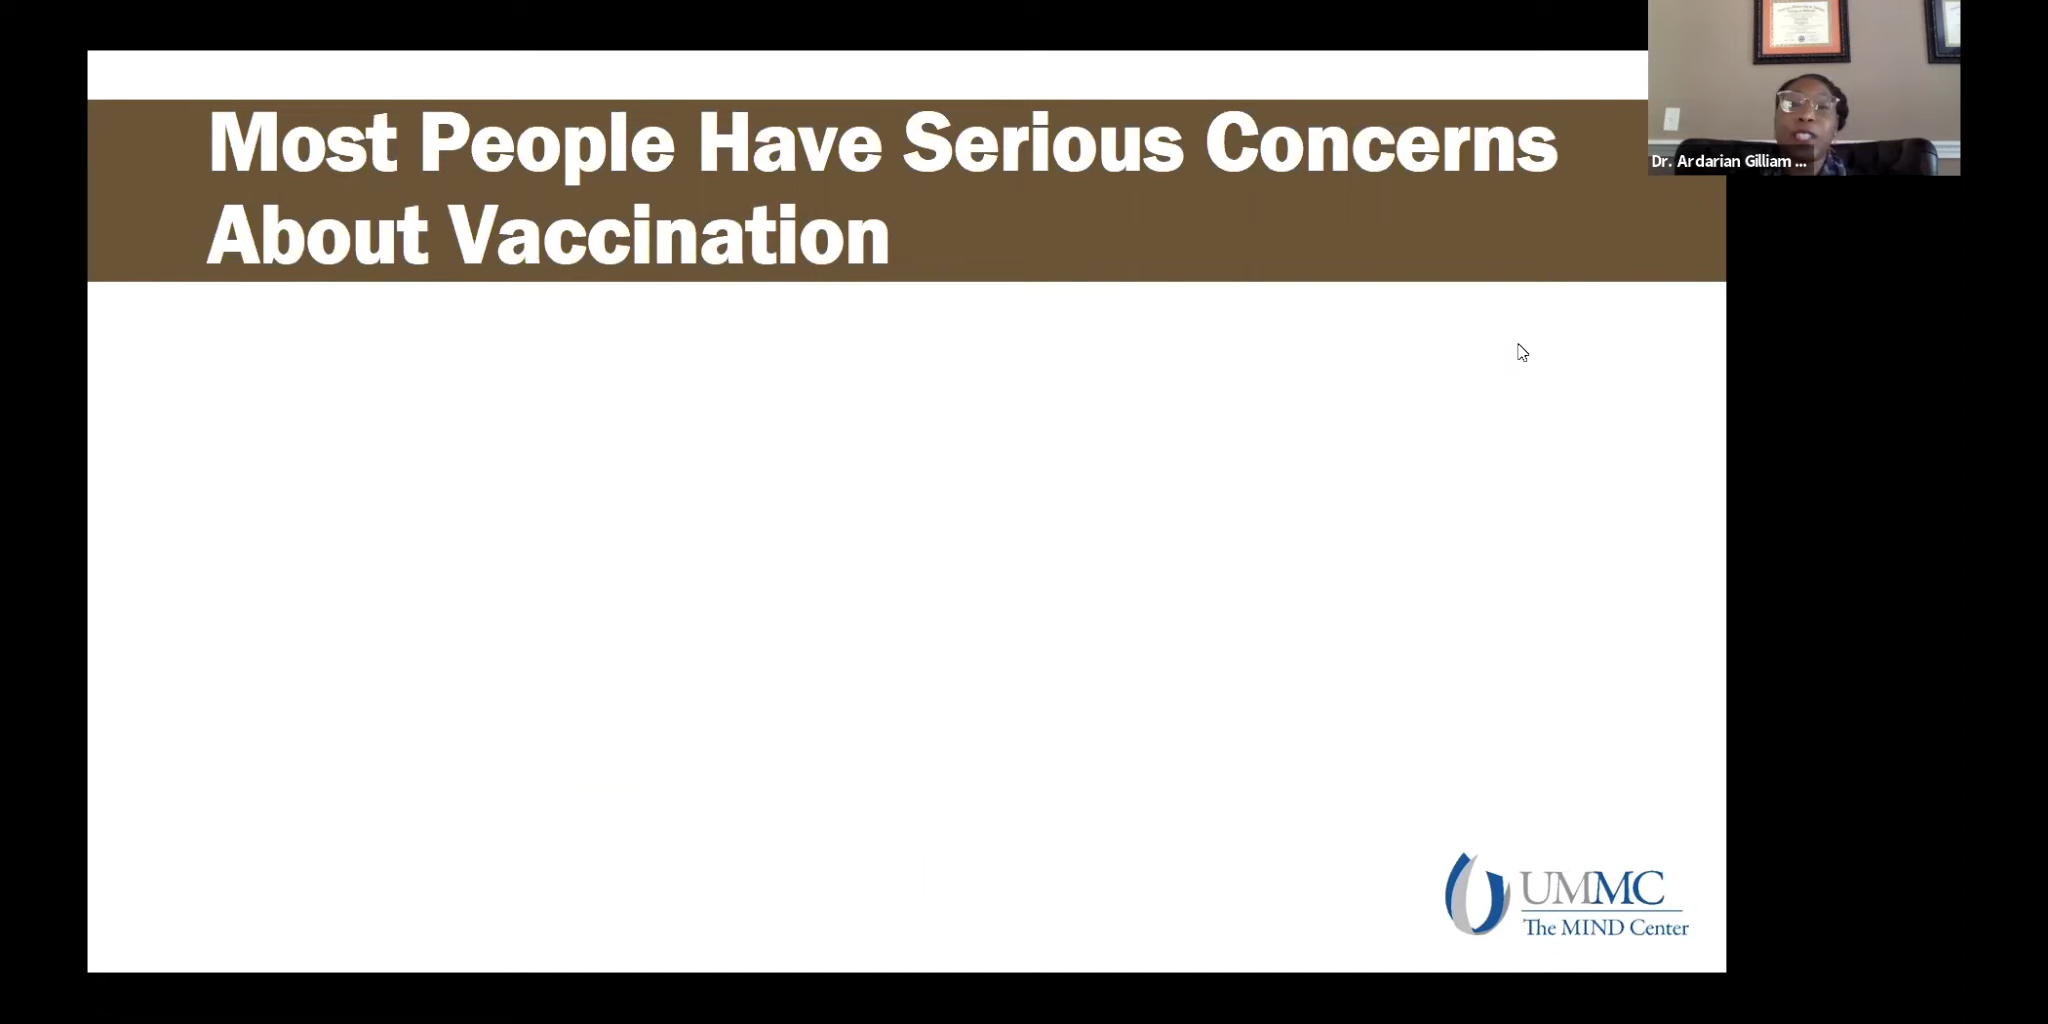 Most People Have Serious Concerns
About Vaccination
Dr. Ardarian Gilliam ...
UMMC
The MIND Center